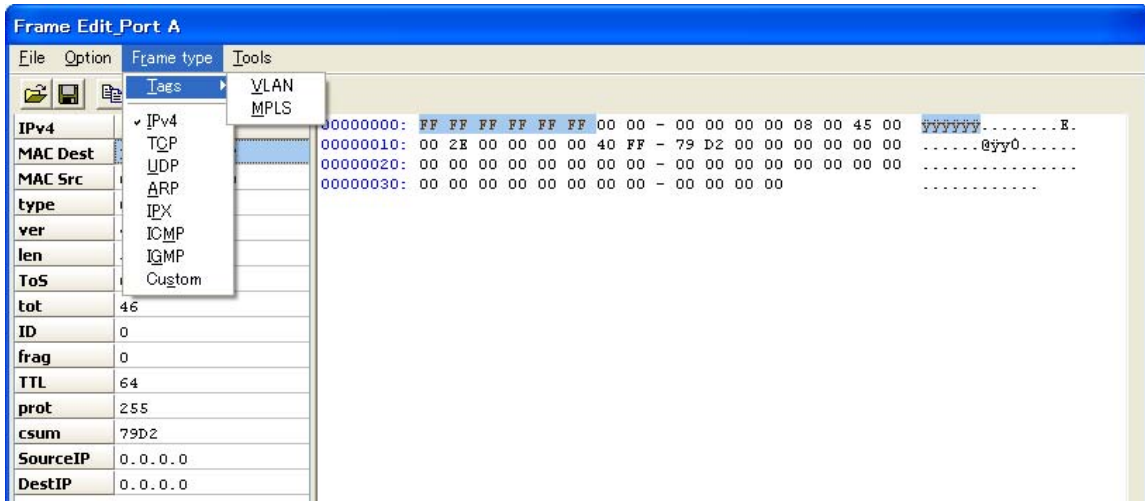 Frame Edit_Port A
File Option Frame type Tools
Tags VLAN
MPLS
IPv4
TCP
UDP
ARP
IPX
ICMP
IGMP
Custom
IPv4
MAC Dest
MAC Src
type
ver
len
ToS
tot 46
ID 0
frag 0
TTL 64
prot 255
csum 79D2
SourceIP 0.0.0.0
DestIP 0.0.0.0
00000000: FF FF FF FF FF FF 00 00 - 00 00 00 00 08 00 45 00 ÿÿÿÿÿÿ........E.
00000010: 00 2E 00 00 00 00 40 FF - 79 D2 00 00 00 00 00 00 ......@ÿyÒ......
00000020: 00 00 00 00 00 00 00 00 - 00 00 00 00 00 00 00 00 ................
00000030: 00 00 00 00 00 00 00 00 - 00 00 00 00 ............